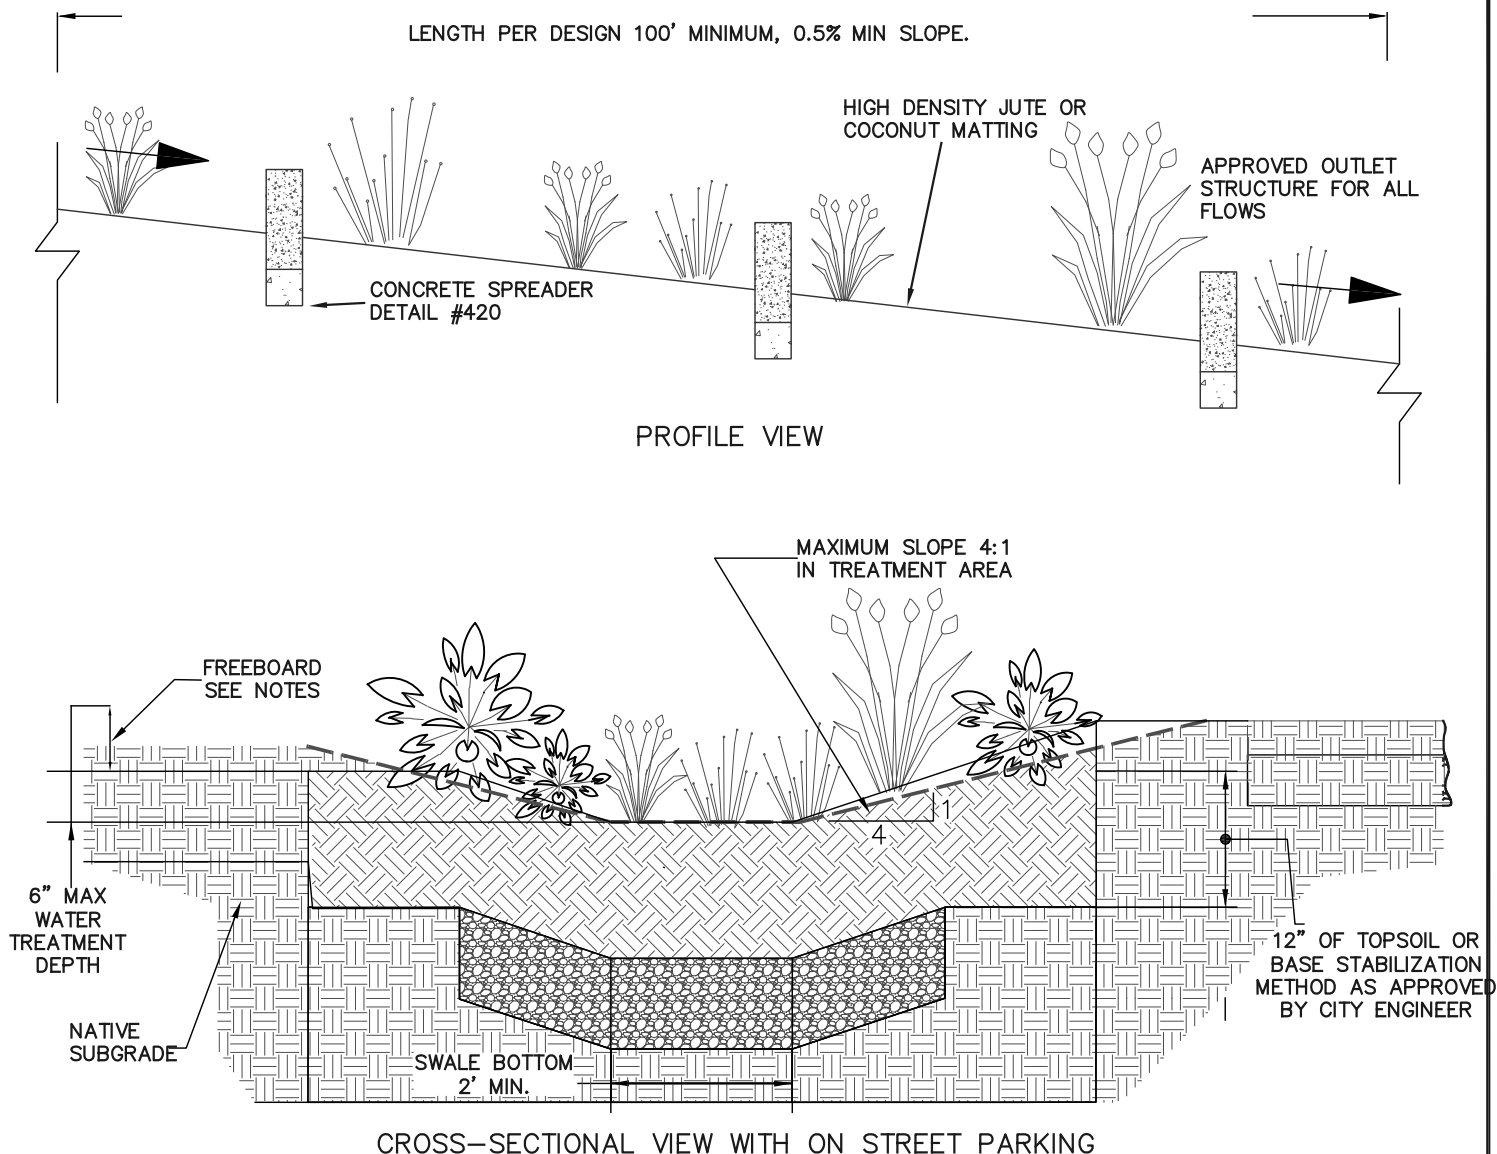 LENGTH PER DESIGN 100' MINIMUM, 0.5% MIN SLOPE.
HIGH DENSITY JUTE OR
COCONUT MATTING
APPROVED OUTLET
STRUCTURE FOR ALL
FLOWS
CONCRETE SPREADER
DETAIL #420
PROFILE VIEW
MAXIMUM SLOPE 4:1
IN TREATMENT AREA
FREEBOARD
SEE NOTES
1
4
6" MAX
WATER
TREATMENT
DEPTH
12" OF TOPSOIL OR
BASE STABILIZATION
METHOD AS APPROVED
BY CITY ENGINEER
NATIVE
SUBGRADE
SWALE BOTTOM
2' MIN.
CROSS-SECTIONAL VIEW WITH ON STREET PARKING